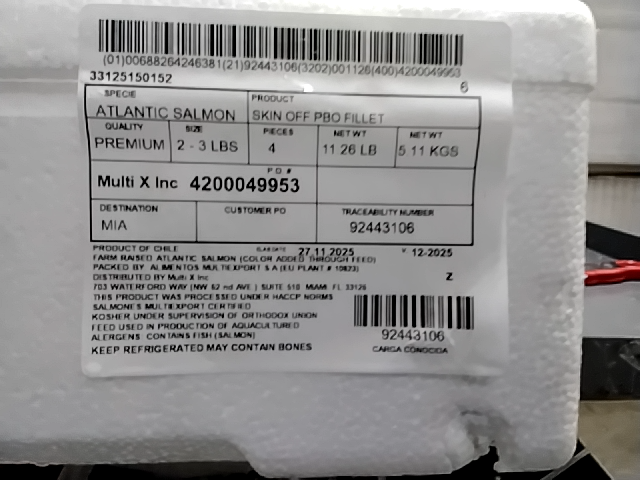 (01)00688264246381(21)92443106(3202)001126(400)4200049953
33125150152 6
SPECIE PRODUCT
ATLANTIC SALMON SKIN OFF PBO FILLET
QUALITY SIZE PIECES NET WT NET WT
PREMIUM 2 - 3 LBS 4 11 26 LB 5 11 KGS
P.O.#
Multi X Inc 4200049953
DESTINATION CUSTOMER PO TRACEABILITY NUMBER
MIA 92443106
PRODUCT OF CHILE 27 11 2025 12-2025
FARM RAISED ATLANTIC SALMON (COLOR ADDED THROUGH FEED)
PACKED BY ALIMENTOS MULTIEXPORT S A (EU PLANT # 10623) Z
DISTRIBUTED BY Multi X Inc
703 WATERFORD WAY (NW 62 nd AVE ) SUITE 510 MIAMI FL 33126
THIS PRODUCT WAS PROCESSED UNDER HACCP NORMS
SALMONES MULTIEXPORT CERTIFIED
KOSHER UNDER SUPERVISION OF ORTHODOX UNION
FEED USED IN PRODUCTION OF AQUACULTURED
ALERGENS CONTAINS FISH (SALMON) 92443106
KEEP REFRIGERATED MAY CONTAIN BONES CARGA CONOCIDA